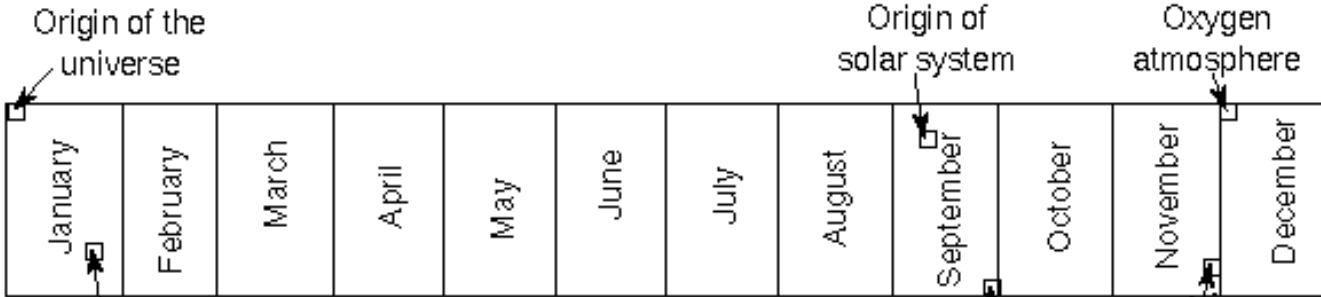 Origin of the
universe
Origin of
solar system
Oxygen
atmosphere
January
February
March
April
May
June
July
August
September
October
November
December